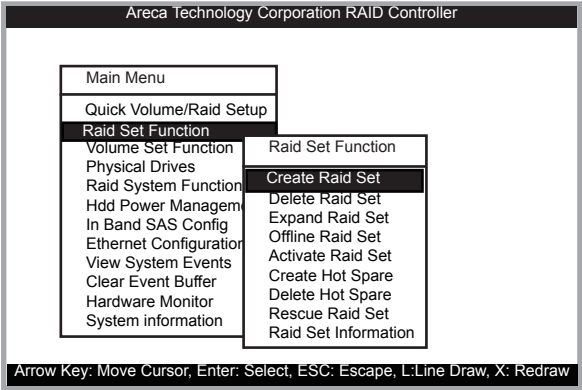 Areca Technology Corporation RAID Controller
Main Menu
Quick Volume/Raid Setup
Raid Set Function
Volume Set Function
Physical Drives
Raid System Function
Hdd Power Managem
In Band SAS Config
Ethernet Configuration
View System Events
Clear Event Buffer
Hardware Monitor
System information
Raid Set Function
Create Raid Set
Delete Raid Set
Expand Raid Set
Offline Raid Set
Activate Raid Set
Create Hot Spare
Delete Hot Spare
Rescue Raid Set
Raid Set Information
Arrow Key: Move Cursor, Enter: Select, ESC: Escape, L:Line Draw, X: Redraw